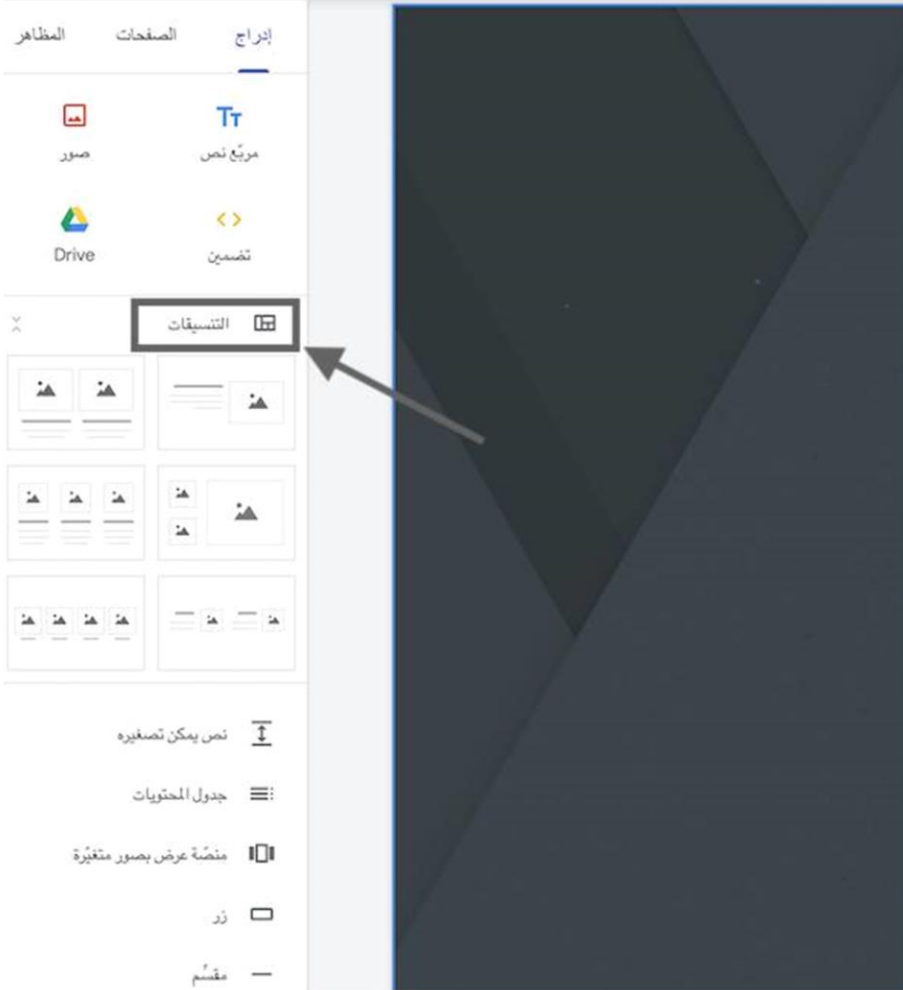 إدراج الصفحات المظاهر
مربّع نص صور
تضمين Drive
التنسيقات
نص يمكن تصغيره
جدول المحتويات
منصّة عرض بصور متغيّرة
زر
مقسِّم